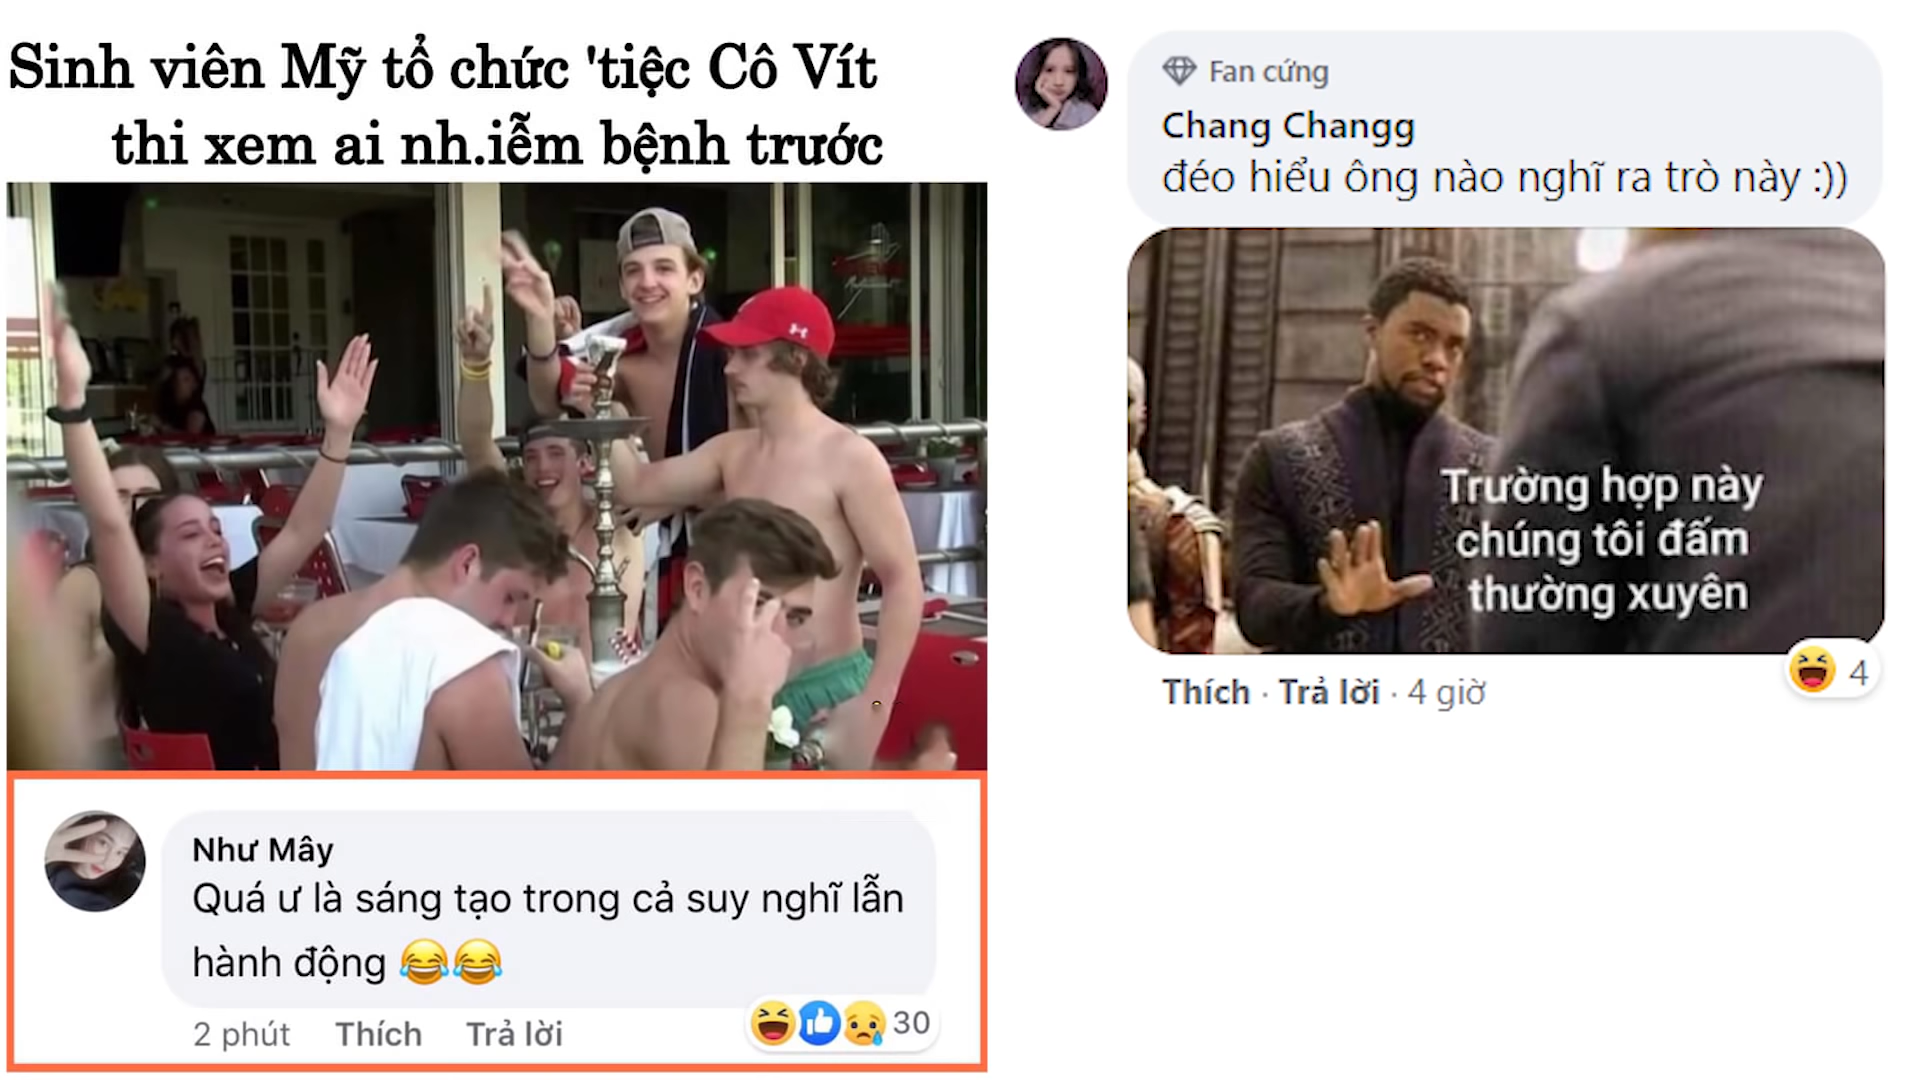 Sinh viên Mỹ tổ chức 'tiệc Cô Vít
thi xem ai nh.iễm bệnh trước
Như Mây
Quá ư là sáng tạo trong cả suy nghĩ lẫn
hành động 😂😂
2 phút Thích Trả lời 30
Fan cứng
Chang Changg
đéo hiểu ông nào nghĩ ra trò này :))
Trường hợp này
chúng tôi đấm
thường xuyên
4
Thích · Trả lời · 4 giờ